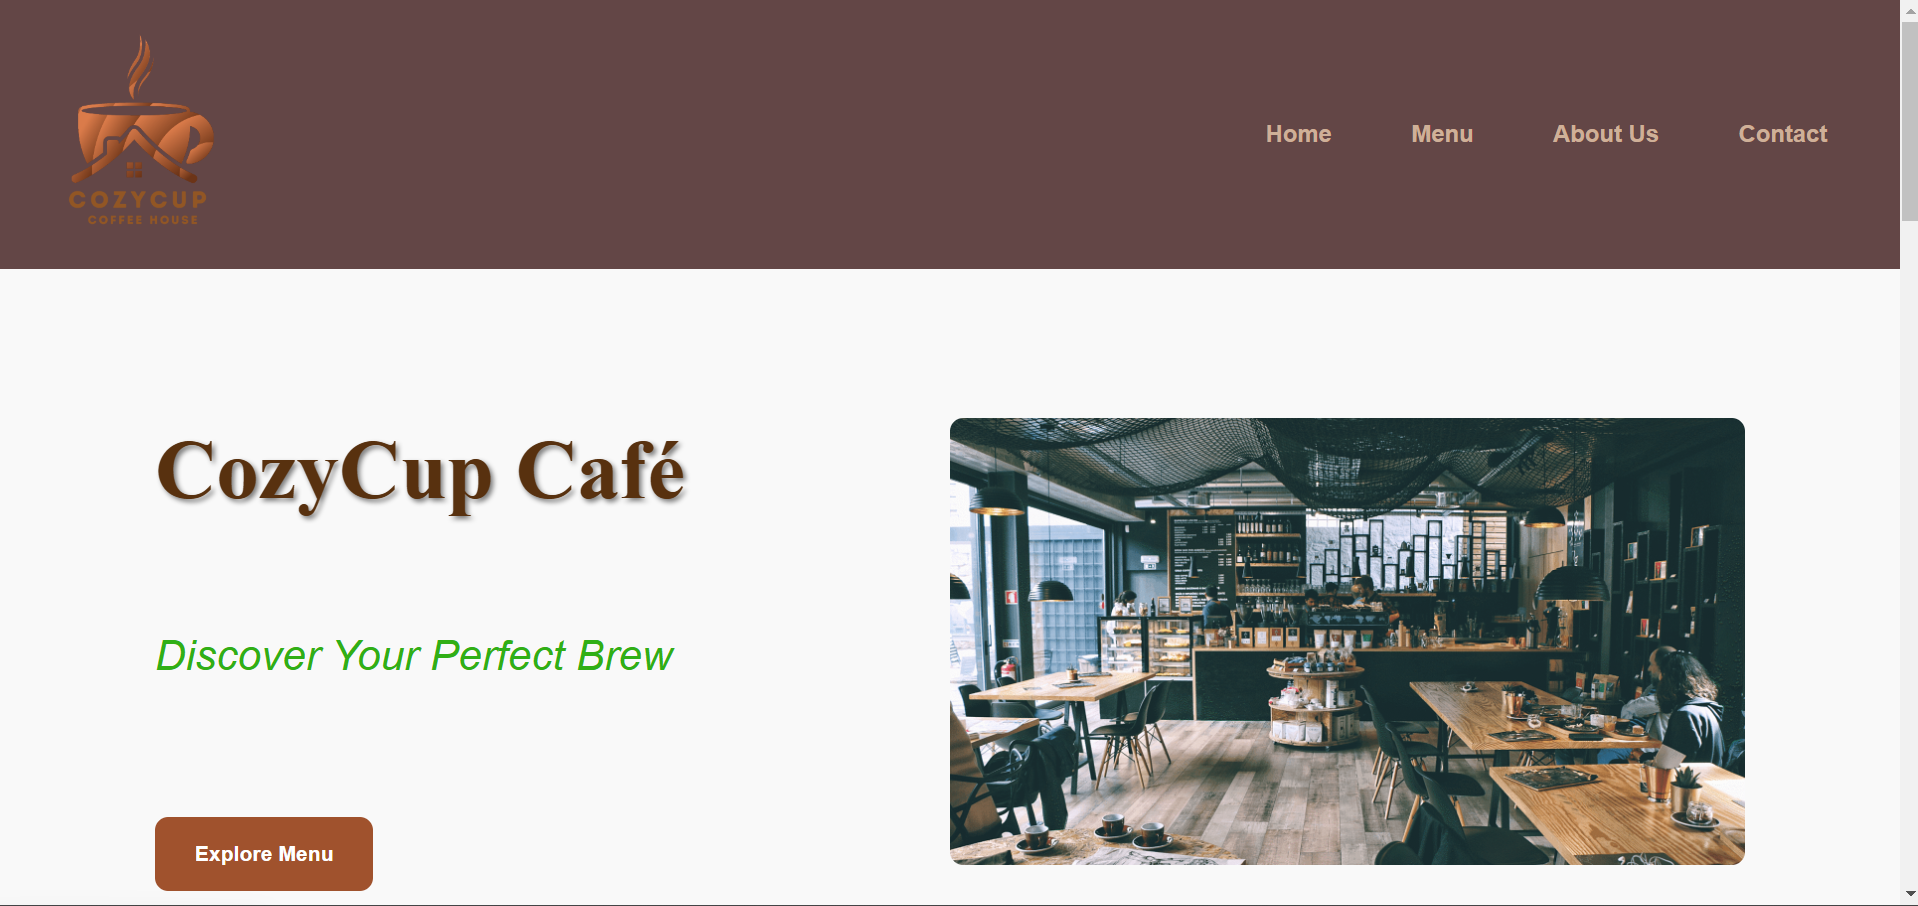 COZYCUP
COFFEE HOUSE
Home Menu About Us Contact
CozyCup Café
Discover Your Perfect Brew
Explore Menu